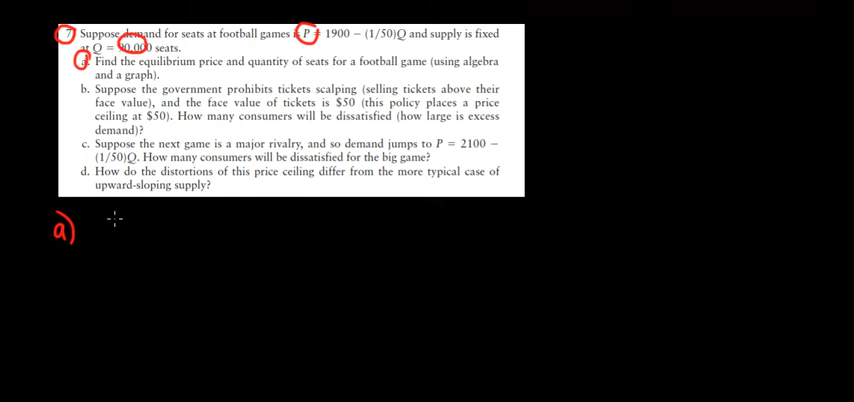 7. Suppose demand for seats at football games is P = 1900 − (1/50)Q and supply is fixed
at Q = 90,000 seats.
a. Find the equilibrium price and quantity of seats for a football game (using algebra
and a graph).
b. Suppose the government prohibits tickets scalping (selling tickets above their
face value), and the face value of tickets is $50 (this policy places a price
ceiling at $50). How many consumers will be dissatisfied (how large is excess
demand)?
c. Suppose the next game is a major rivalry, and so demand jumps to P = 2100 −
(1/50)Q. How many consumers will be dissatisfied for the big game?
d. How do the distortions of this price ceiling differ from the more typical case of
upward-sloping supply?
a)